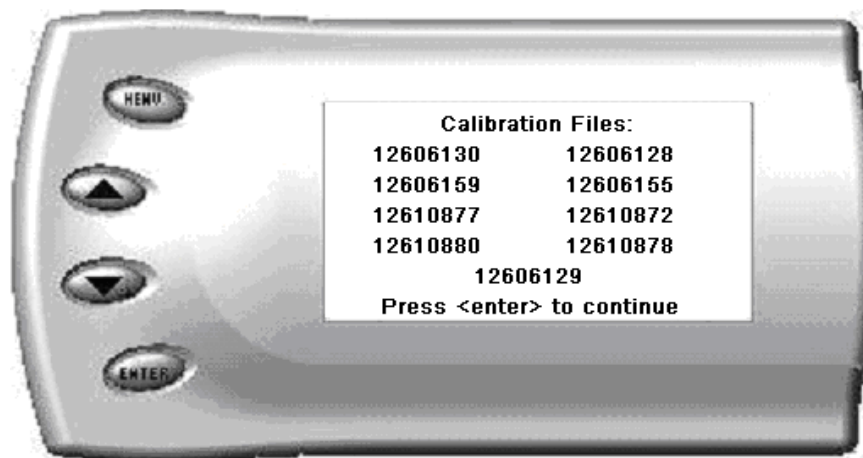 MENU
Calibration Files:
12606130 12606128
12606159 12606155
12610877 12610872
12610880 12610878
12606129
Press <enter> to continue
ENTER